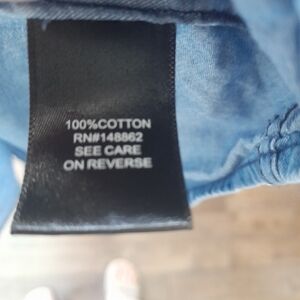 100%COTTON
RN#148862
SEE CARE
ON REVERSE